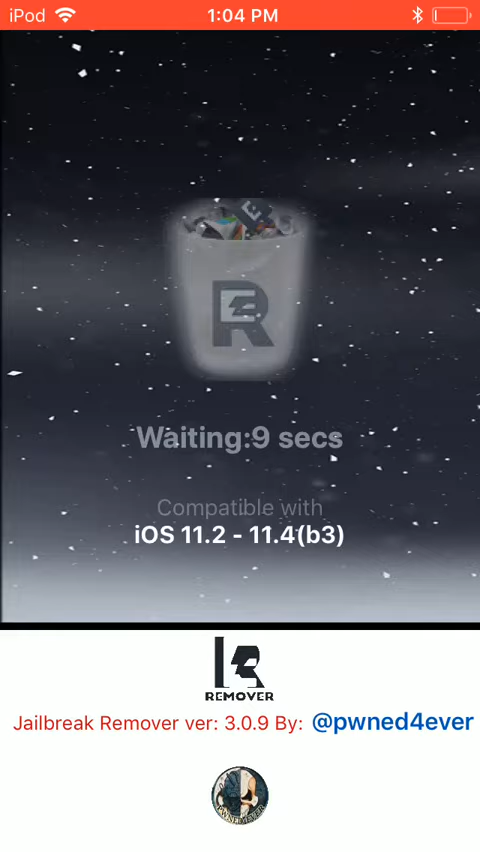 iPod 1:04 PM
R
Waiting:9 secs
Compatible with
iOS 11.2 - 11.4(b3)
REMOVER
Jailbreak Remover ver: 3.0.9 By: @pwned4ever